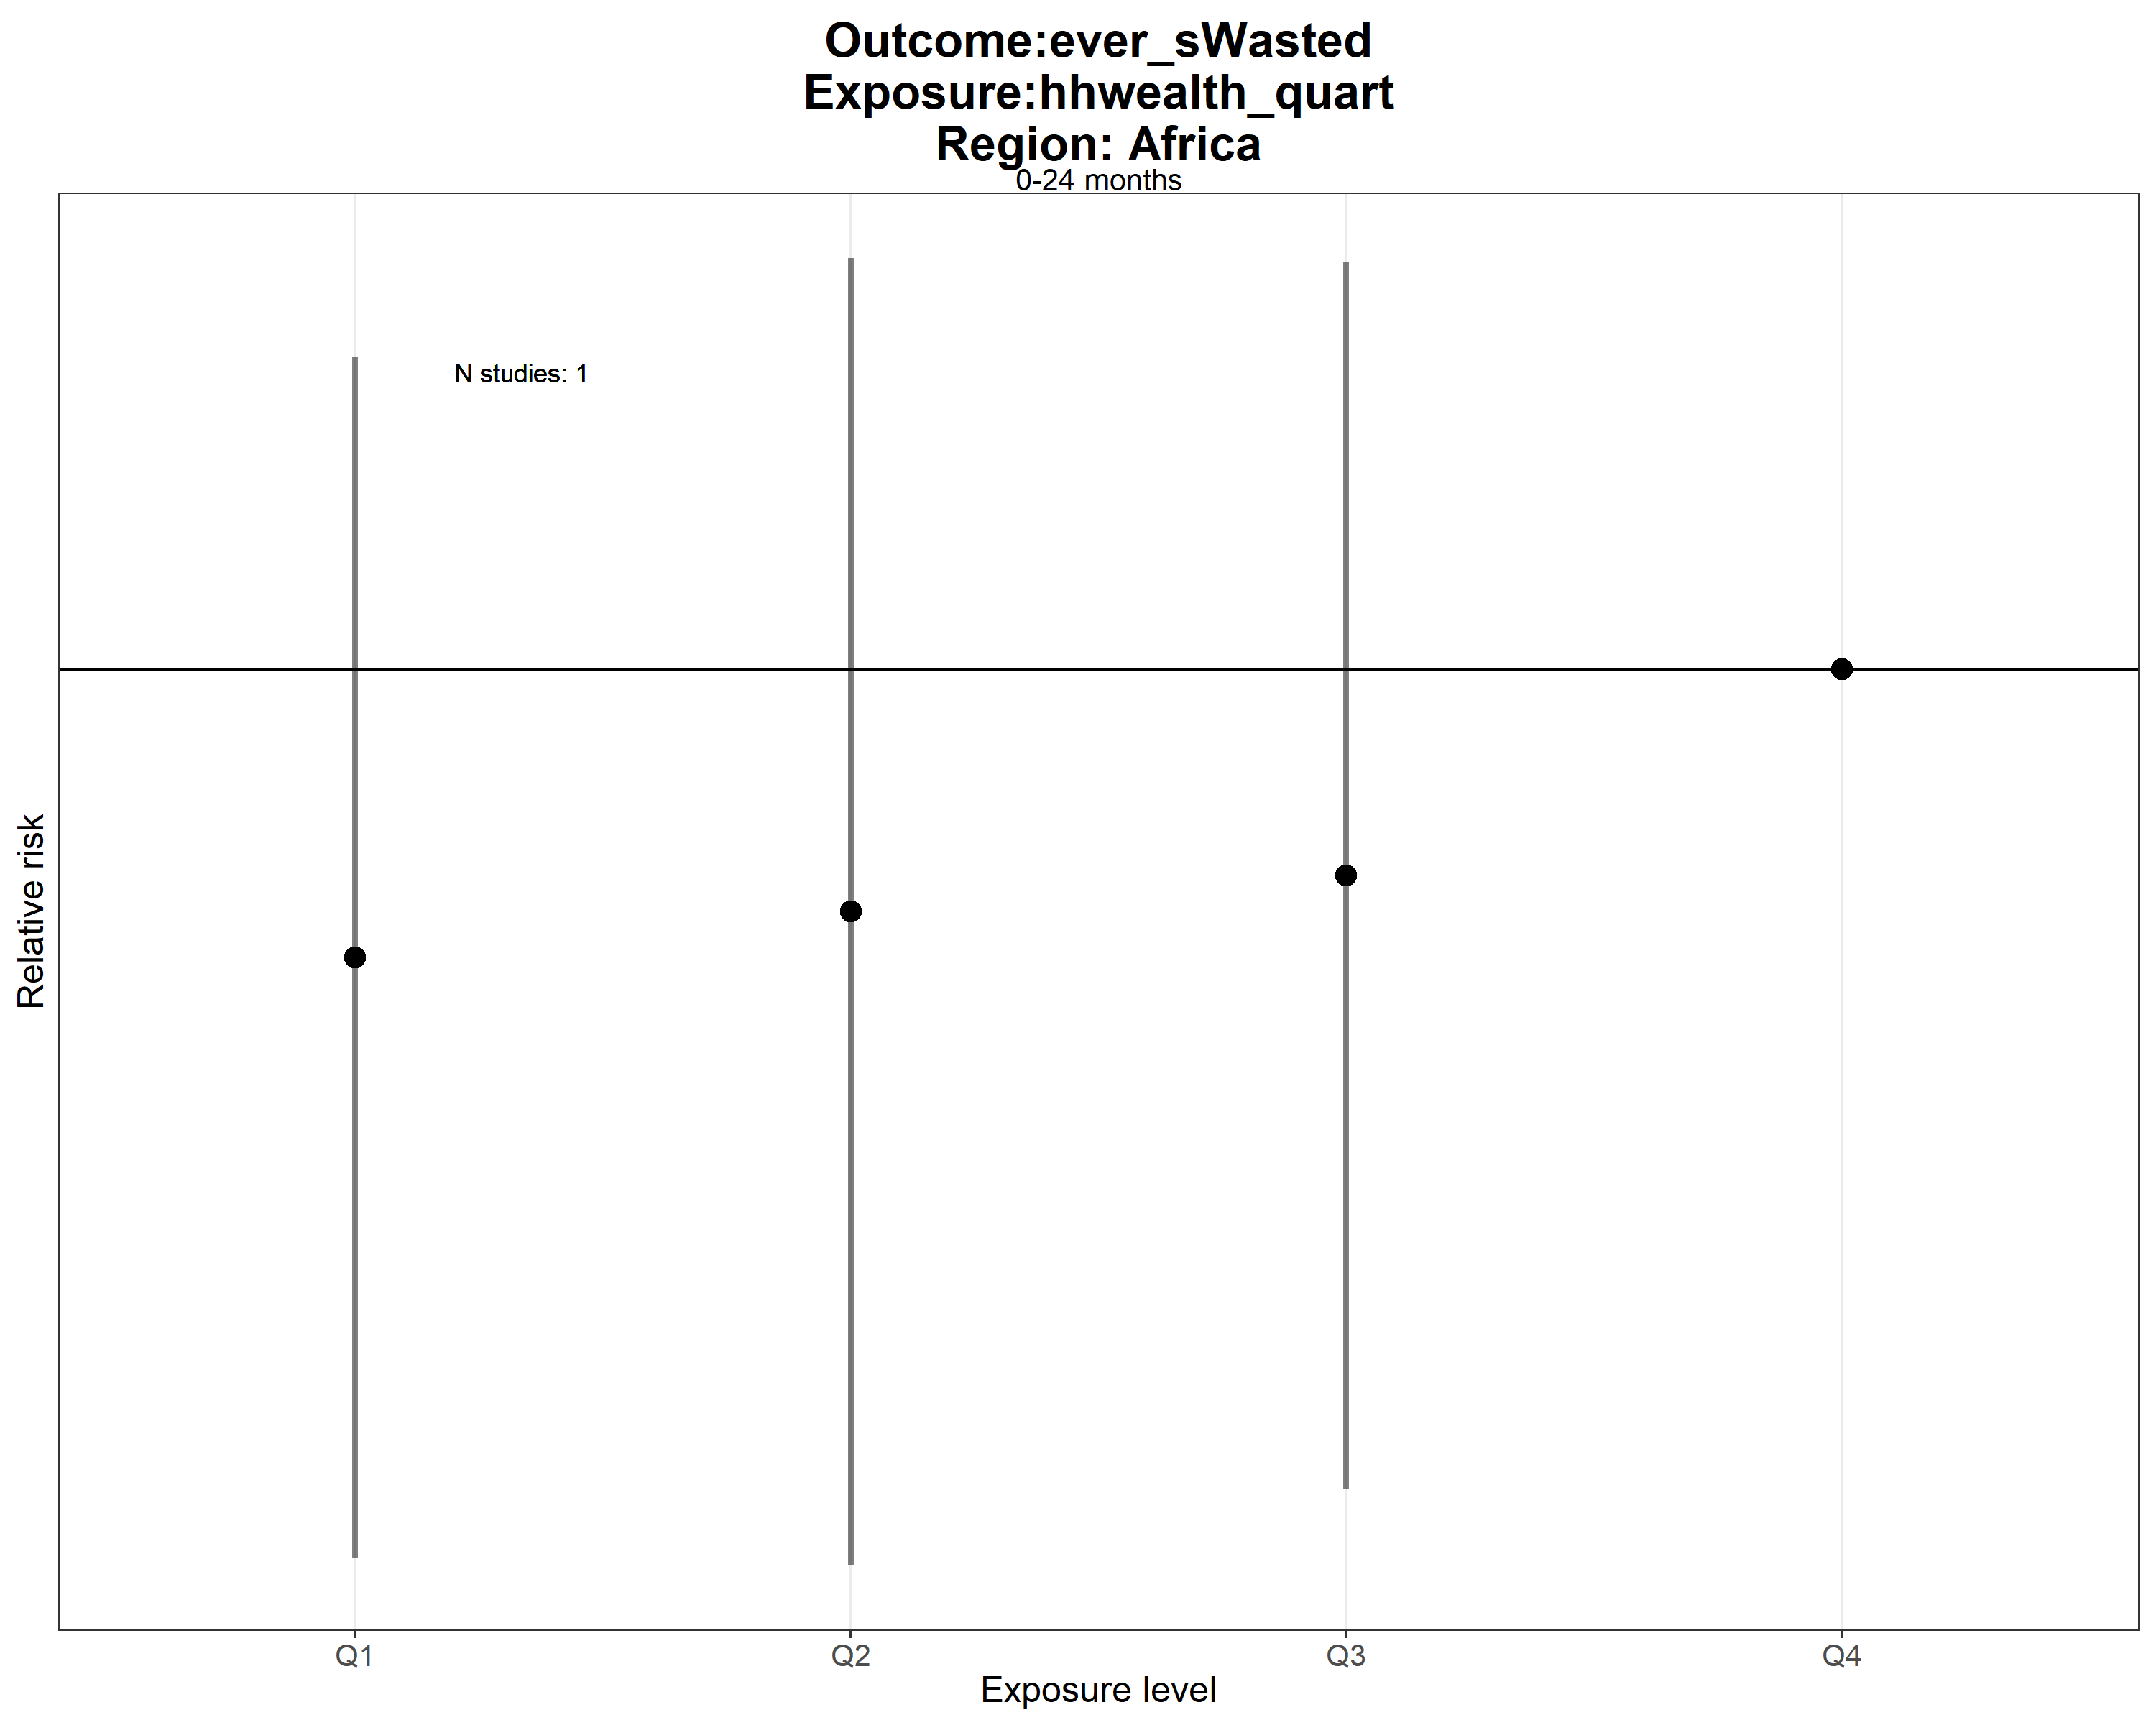 Outcome:ever_sWasted
Exposure:hhwealth_quart
Region: Africa
0-24 months
N studies: 1
Relative risk
Q1 Q2 Q3 Q4
Exposure level